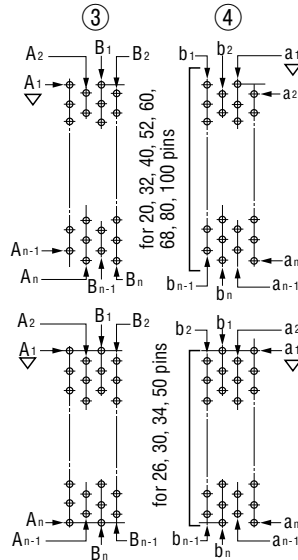 ③ ④
A2 B1 B2 b1 b2 a1
A1 a2
for 20, 32, 40, 52, 60,
68, 80, 100 pins
An-1 an
An Bn-1 Bn bn-1 bn an-1
A2 B1 B2 b2 b1 a2
A1 a1
for 26, 30, 34, 50 pins
An an
An-1 Bn Bn-1 bn-1 bn an-1